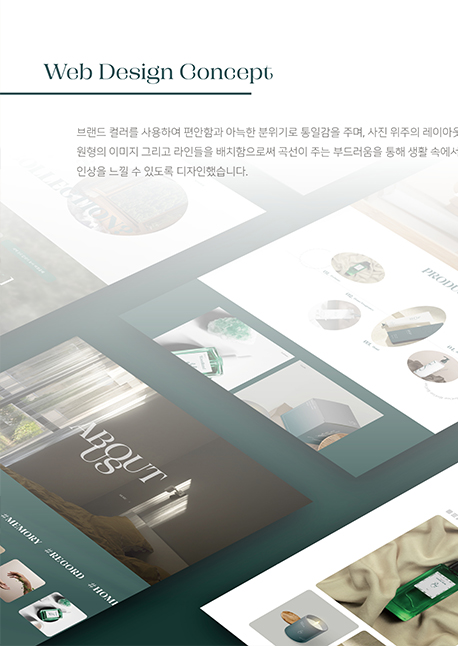 Web Design Concept
브랜드 컬러를 사용하여 편안함과 아늑한 분위기로 통일감을 주며, 사진 위주의 레이아웃
원형의 이미지 그리고 라인들을 배치함으로써 곡선이 주는 부드러움을 통해 생활 속에서
인상을 느낄 수 있도록 디자인했습니다.
COLLECTION
PRODU
ABOUT
US
#MEMORY
#RECORD
#HOME